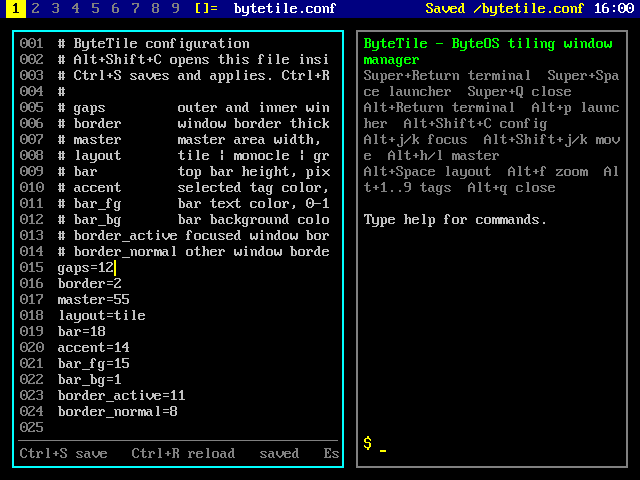 1 2 3 4 5 6 7 8 9 []= bytetile.conf Saved /bytetile.conf 16:00
001 # ByteTile configuration
002 # Alt+Shift+C opens this file insi
003 # Ctrl+S saves and applies. Ctrl+R
004 #
005 # gaps outer and inner win
006 # border window border thick
007 # master master area width,
008 # layout tile ¦ monocle ¦ gr
009 # bar top bar height, pix
010 # accent selected tag color,
011 # bar_fg bar text color, 0-1
012 # bar_bg bar background colo
013 # border_active focused window bor
014 # border_normal other window borde
015 gaps=12
016 border=2
017 master=55
018 layout=tile
019 bar=18
020 accent=14
021 bar_fg=15
022 bar_bg=1
023 border_active=11
024 border_normal=8
025
Ctrl+S save Ctrl+R reload saved Es
ByteTile - ByteOS tiling window
manager
Super+Return terminal Super+Spa
ce launcher Super+Q close
Alt+Return terminal Alt+p launc
her Alt+Shift+C config
Alt+j/k focus Alt+Shift+j/k mov
e Alt+h/l master
Alt+Space layout Alt+f zoom Al
t+1..9 tags Alt+q close
Type help for commands.
$ _